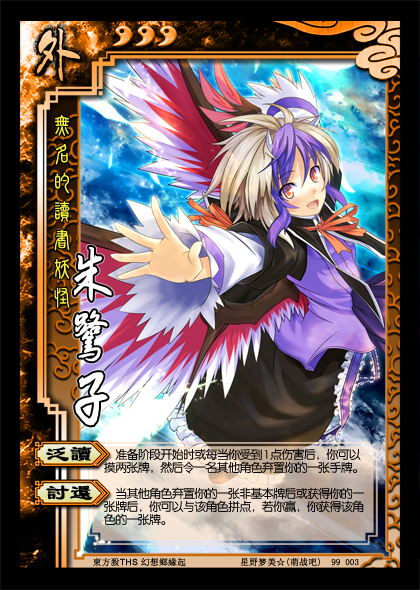 外
無名的讀書妖怪
朱鷺子
泛讀
准备阶段开始时或每当你受到1点伤害后，你可以
摸两张牌，然后令一名其他角色弃置你的一张手牌。
討還
当其他角色弃置你的一张非基本牌后或获得你的一
张牌后，你可以与该角色拼点，若你赢，你获得该角
色的一张牌。
東方殺THS 幻想鄉緣起
星野梦美☆(萌战吧) 99 003